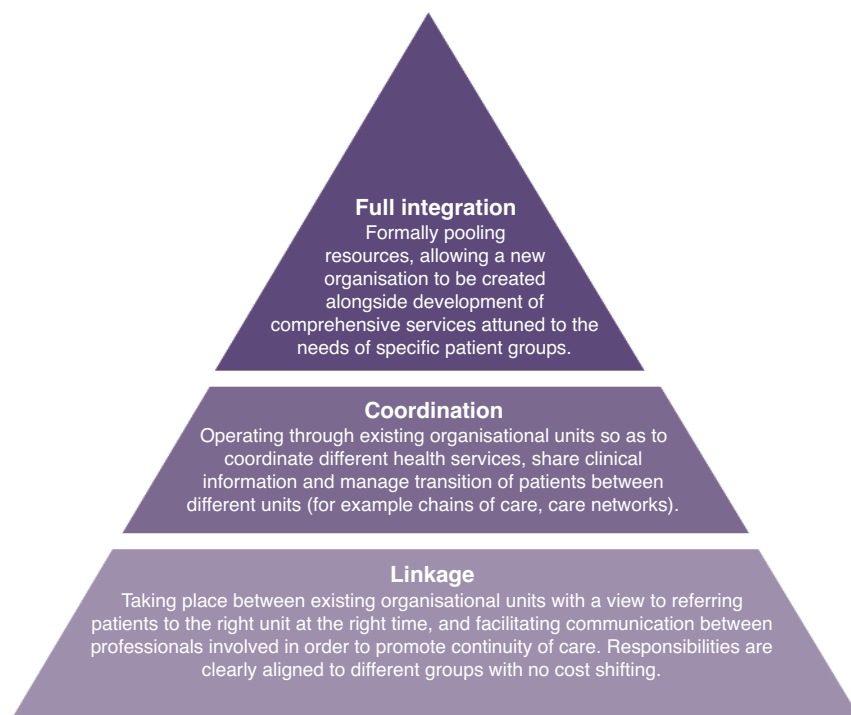 Full integration
Formally pooling
resources, allowing a new
organisation to be created
alongside development of
comprehensive services attuned to the
needs of specific patient groups.
Coordination
Operating through existing organisational units so as to
coordinate different health services, share clinical
information and manage transition of patients between
different units (for example chains of care, care networks).
Linkage
Taking place between existing organisational units with a view to referring
patients to the right unit at the right time, and facilitating communication between
professionals involved in order to promote continuity of care. Responsibilities are
clearly aligned to different groups with no cost shifting.